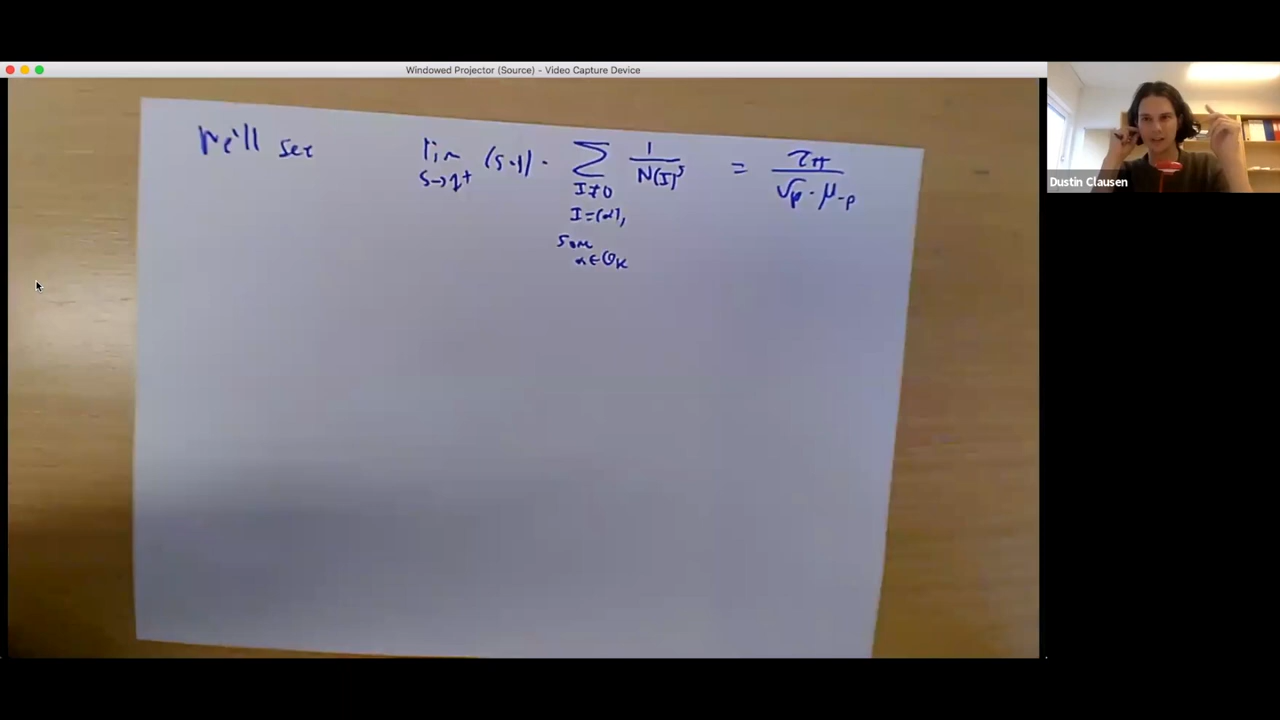 Windowed Projector (Source) - Video Capture Device
We'll see lim s→1+ (s-1) · ∑ 1/N(I)^s = 2π/√p · μ_-p
I≠0
I=(α),
some
α∈O_K
Dustin Clausen